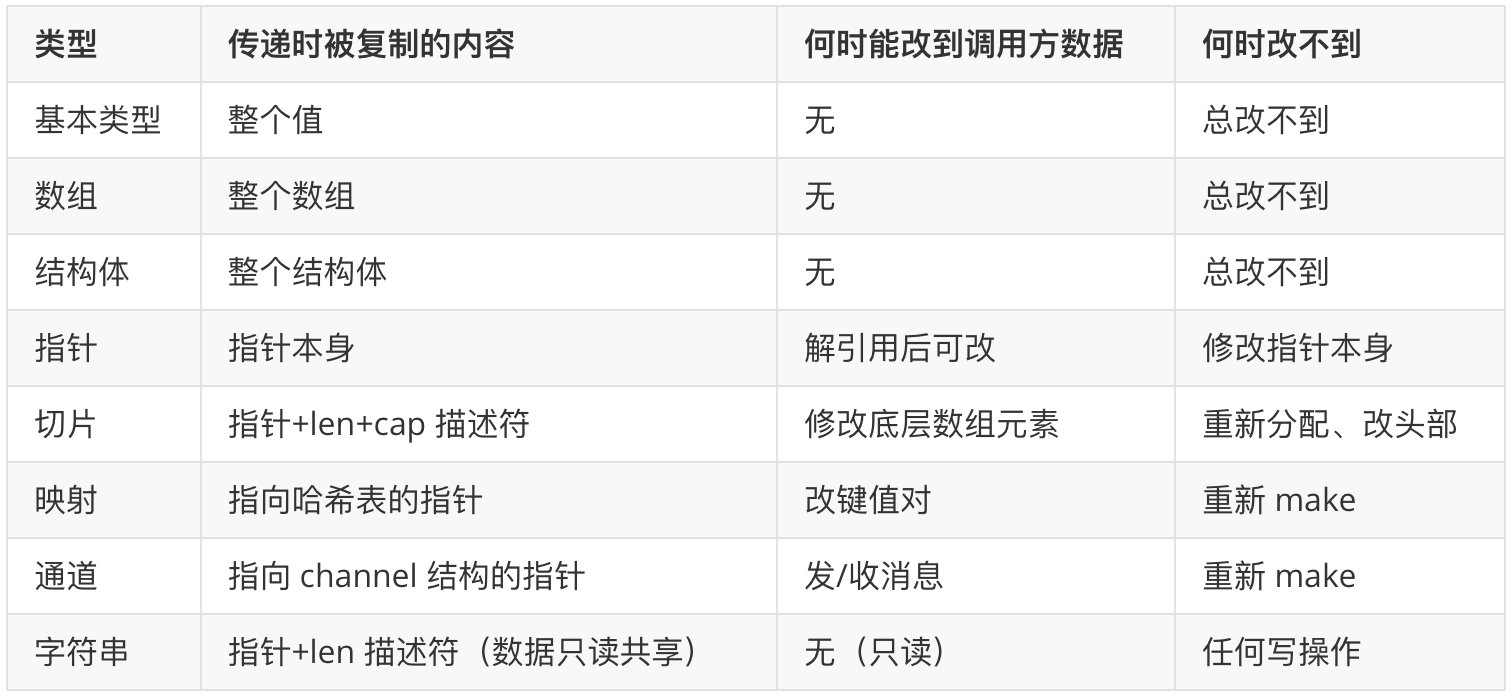 类型 传递时被复制的内容 何时能改到调用方数据 何时改不到
基本类型 整个值 无 总改不到
数组 整个数组 无 总改不到
结构体 整个结构体 无 总改不到
指针 指针本身 解引用后可改 修改指针本身
切片 指针+len+cap 描述符 修改底层数组元素 重新分配、改头部
映射 指向哈希表的指针 改键值对 重新 make
通道 指向 channel 结构的指针 发/收消息 重新 make
字符串 指针+len 描述符（数据只读共享） 无（只读） 任何写操作